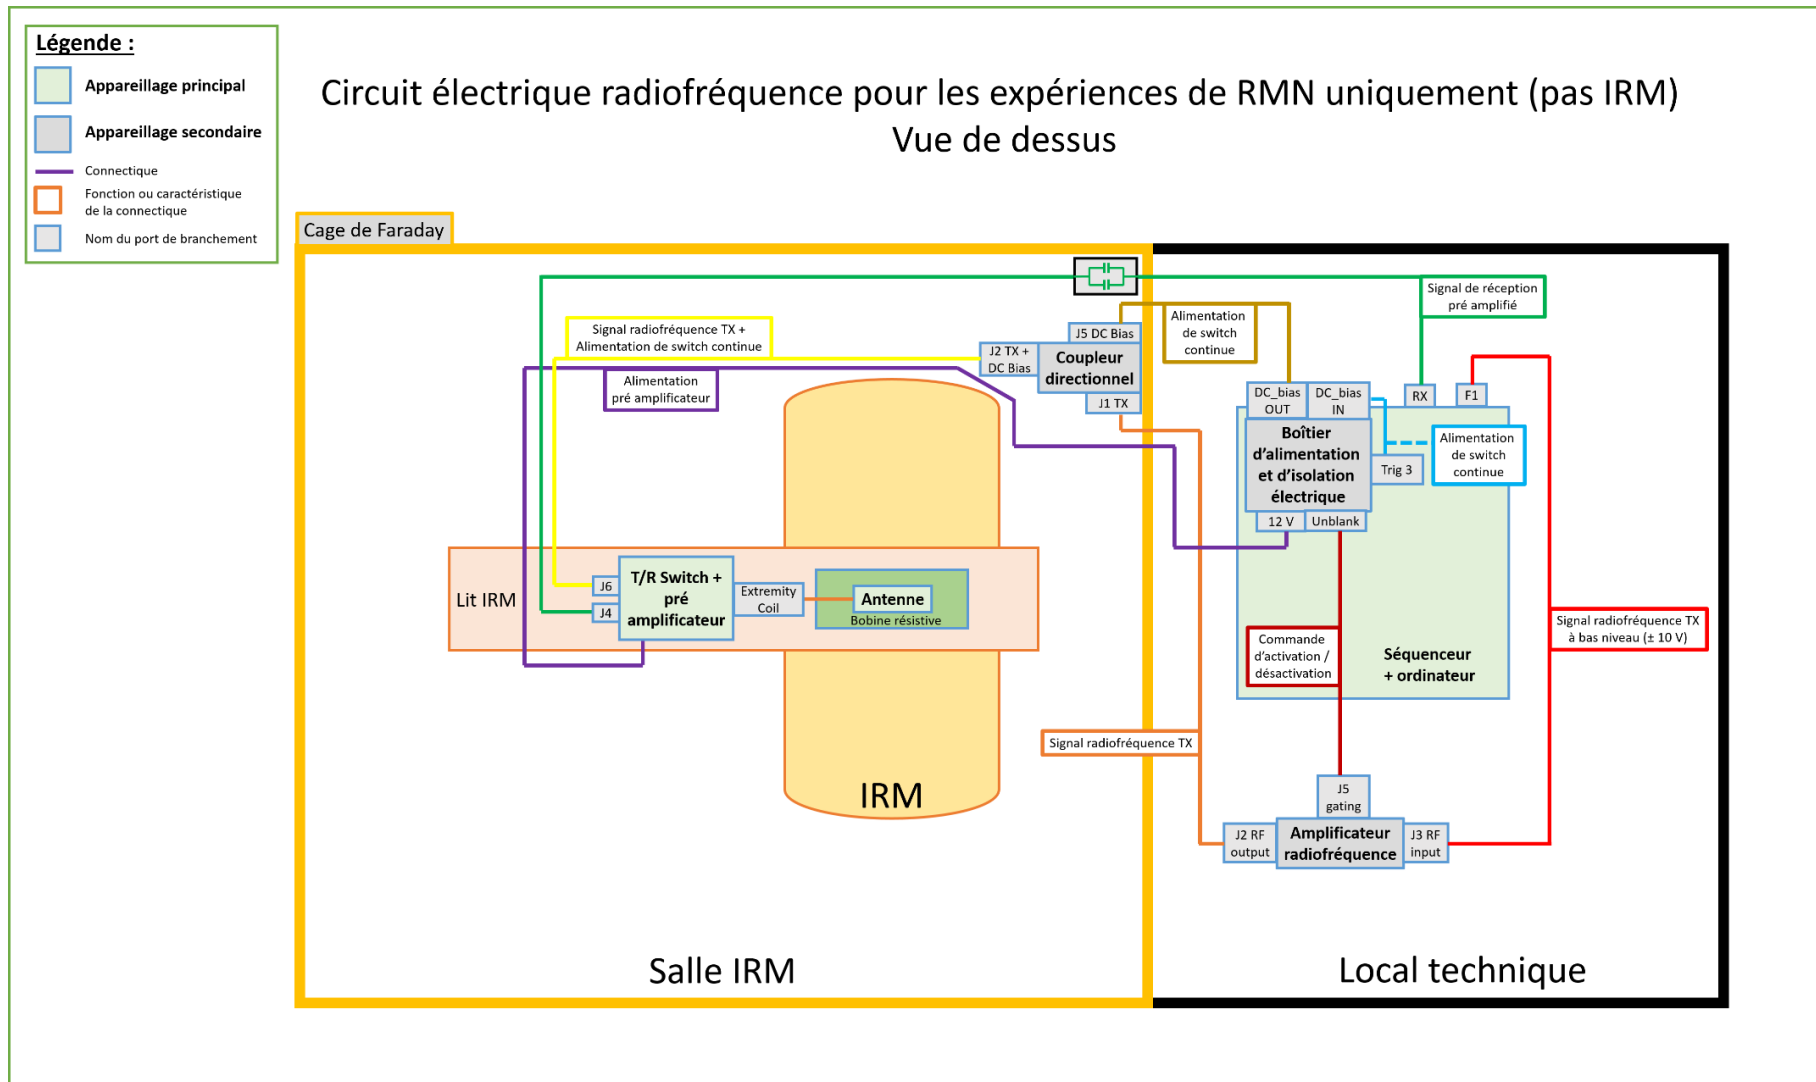 Légende :
Appareillage principal
Appareillage secondaire
Connectique
Fonction ou caractéristique
de la connectique
Nom du port de branchement
Circuit électrique radiofréquence pour les expériences de RMN uniquement (pas IRM)
Vue de dessus
Cage de Faraday
Signal radiofréquence TX +
Alimentation de switch continue
Alimentation
pré amplificateur
J5 DC Bias
J2 TX +
DC Bias
Coupleur
directionnel
J1 TX
Alimentation
de switch
continue
Signal de réception
pré amplifié
DC_bias
OUT
DC_bias
IN
RX
F1
Boîtier
d'alimentation
et d'isolation
électrique
Trig 3
Alimentation
de switch
continue
12 V
Unblank
Lit IRM
J6
J4
T/R Switch +
pré
amplificateur
Extremity
Coil
Antenne
Bobine résistive
IRM
Commande
d'activation /
désactivation
Séquenceur
+ ordinateur
Signal radiofréquence TX
à bas niveau (± 10 V)
Signal radiofréquence TX
J5
gating
J2 RF
output
Amplificateur
radiofréquence
J3 RF
input
Salle IRM
Local technique